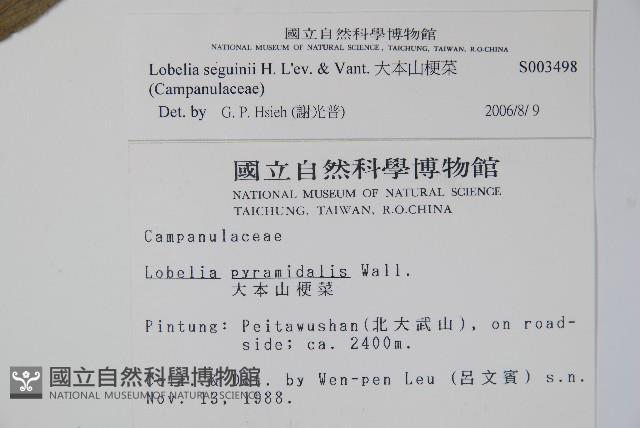 國立自然科學博物館
NATIONAL MUSEUM OF NATURAL SCIENCE, TAICHUNG, TAIWAN, R.O.CHINA
Lobelia seguinii H. L'ev. & Vant. 大本山梗菜 S003498
(Campanulaceae)
Det. by G. P. Hsieh (謝光普) 2006/8/9
國立自然科學博物館
NATIONAL MUSEUM OF NATURAL SCIENCE
TAICHUNG, TAIWAN, R.O.CHINA
Campanulaceae
Lobelia pyramidalis Wall.
大本山梗菜
Pintung: Peitawushan(北大武山), on road-
side; ca. 2400m.
Coll. & Det. by Wen-pen Leu (呂文賓) s.n.
Nov. 13, 1988.
國立自然科學博物館
NATIONAL MUSEUM OF NATURAL SCIENCE